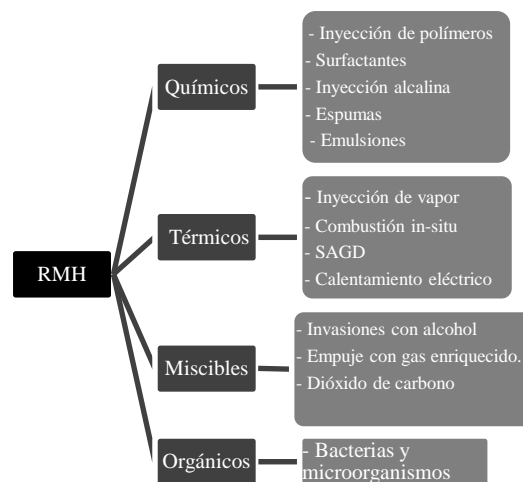 RMH
Químicos
- Inyección de polímeros
- Surfactantes
- Inyección alcalina
- Espumas
- Emulsiones
Térmicos
- Inyección de vapor
- Combustión in-situ
- SAGD
- Calentamiento eléctrico
Miscibles
- Invasiones con alcohol
- Empuje con gas enriquecido.
- Dióxido de carbono
Orgánicos
- Bacterias y
microorganismos